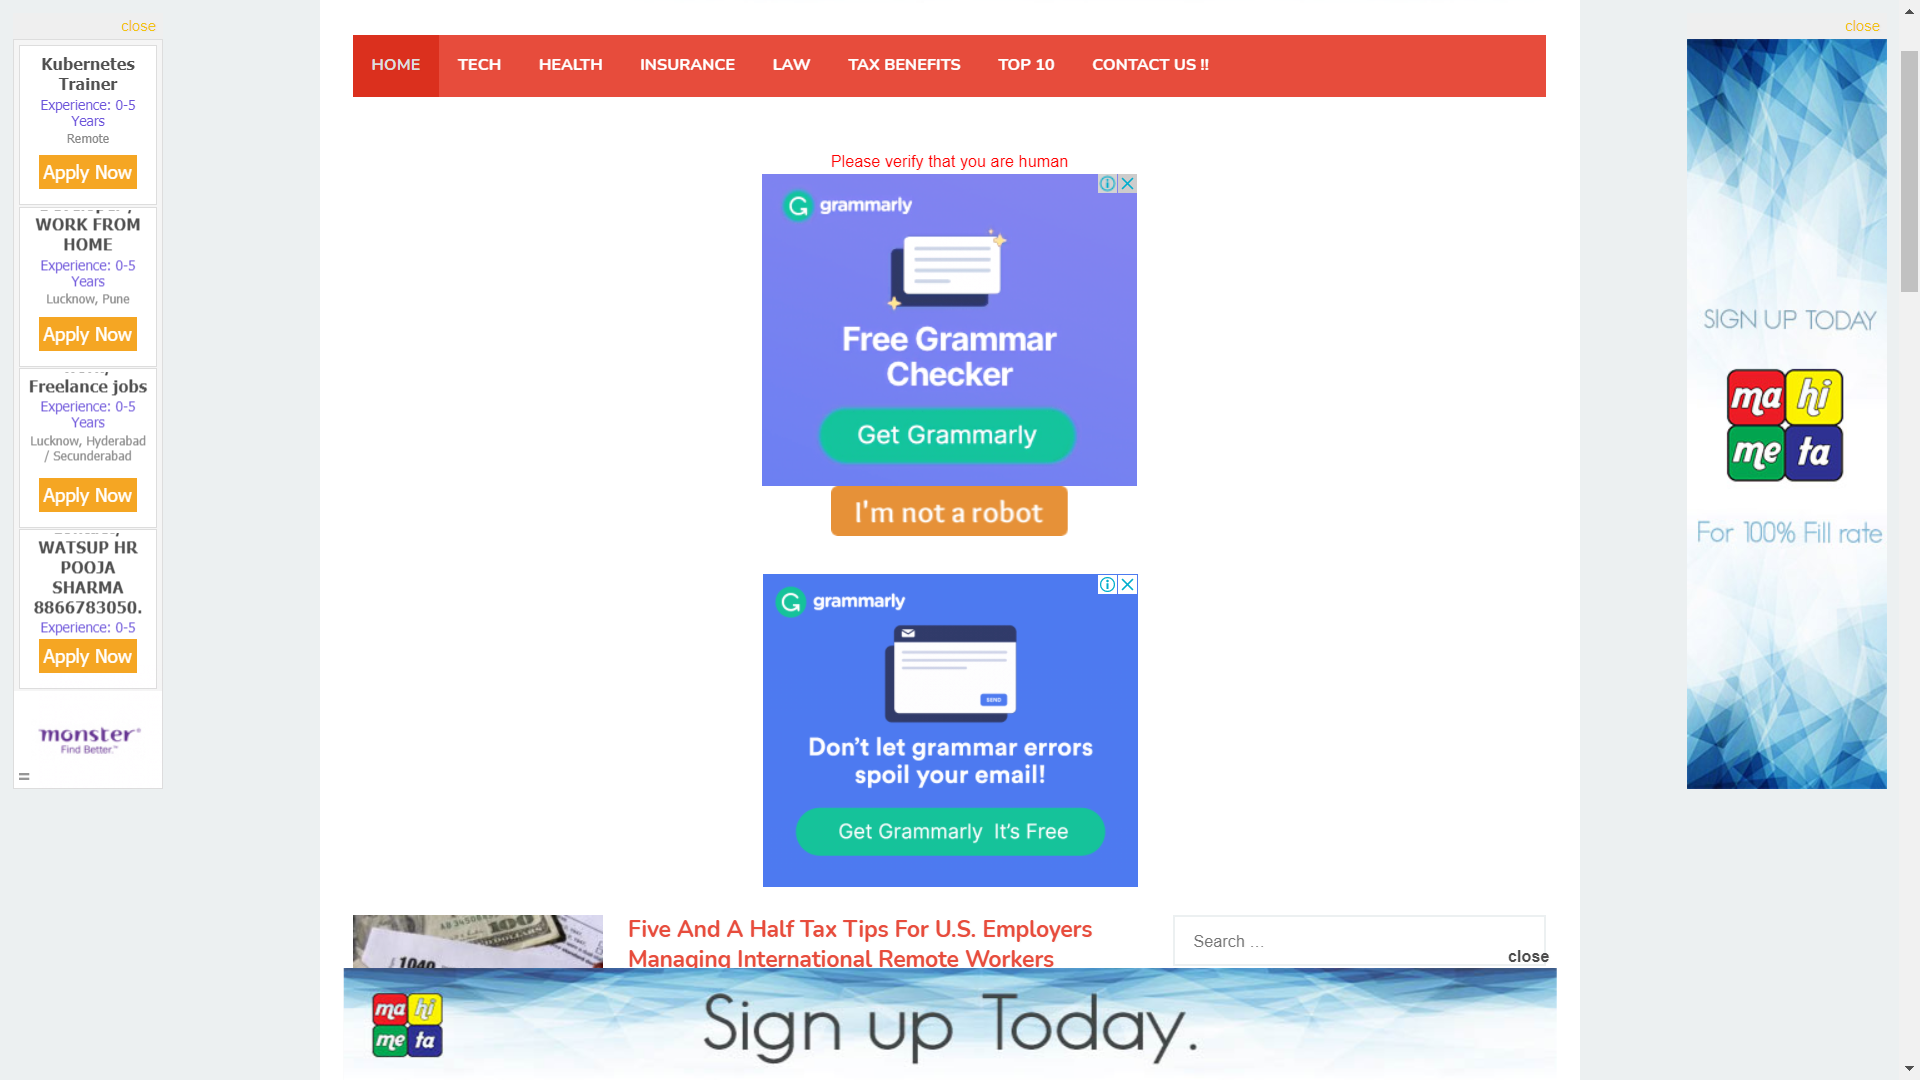 close
close
Kubernetes
Trainer
Experience: 0-5
Years
Remote
Apply Now
WORK FROM
HOME
Experience: 0-5
Years
Lucknow, Pune
Apply Now
Freelance jobs
Experience: 0-5
Years
Lucknow, Hyderabad
/ Secunderabad
Apply Now
WATSUP HR
POOJA
SHARMA
8866783050.
Experience: 0-5
Apply Now
monster
Find Better.™
HOME TECH HEALTH INSURANCE LAW TAX BENEFITS TOP 10 CONTACT US !!
Please verify that you are human
grammarly
Free Grammar
Checker
Get Grammarly
I'm not a robot
grammarly
SEND
Don't let grammar errors
spoil your email!
Get Grammarly It's Free
SIGN UP TODAY
ma hi
me ta
For 100% Fill rate
1040
Five And A Half Tax Tips For U.S. Employers
Managing International Remote Workers
Search …
close
ma hi
me ta
Sign up Today.